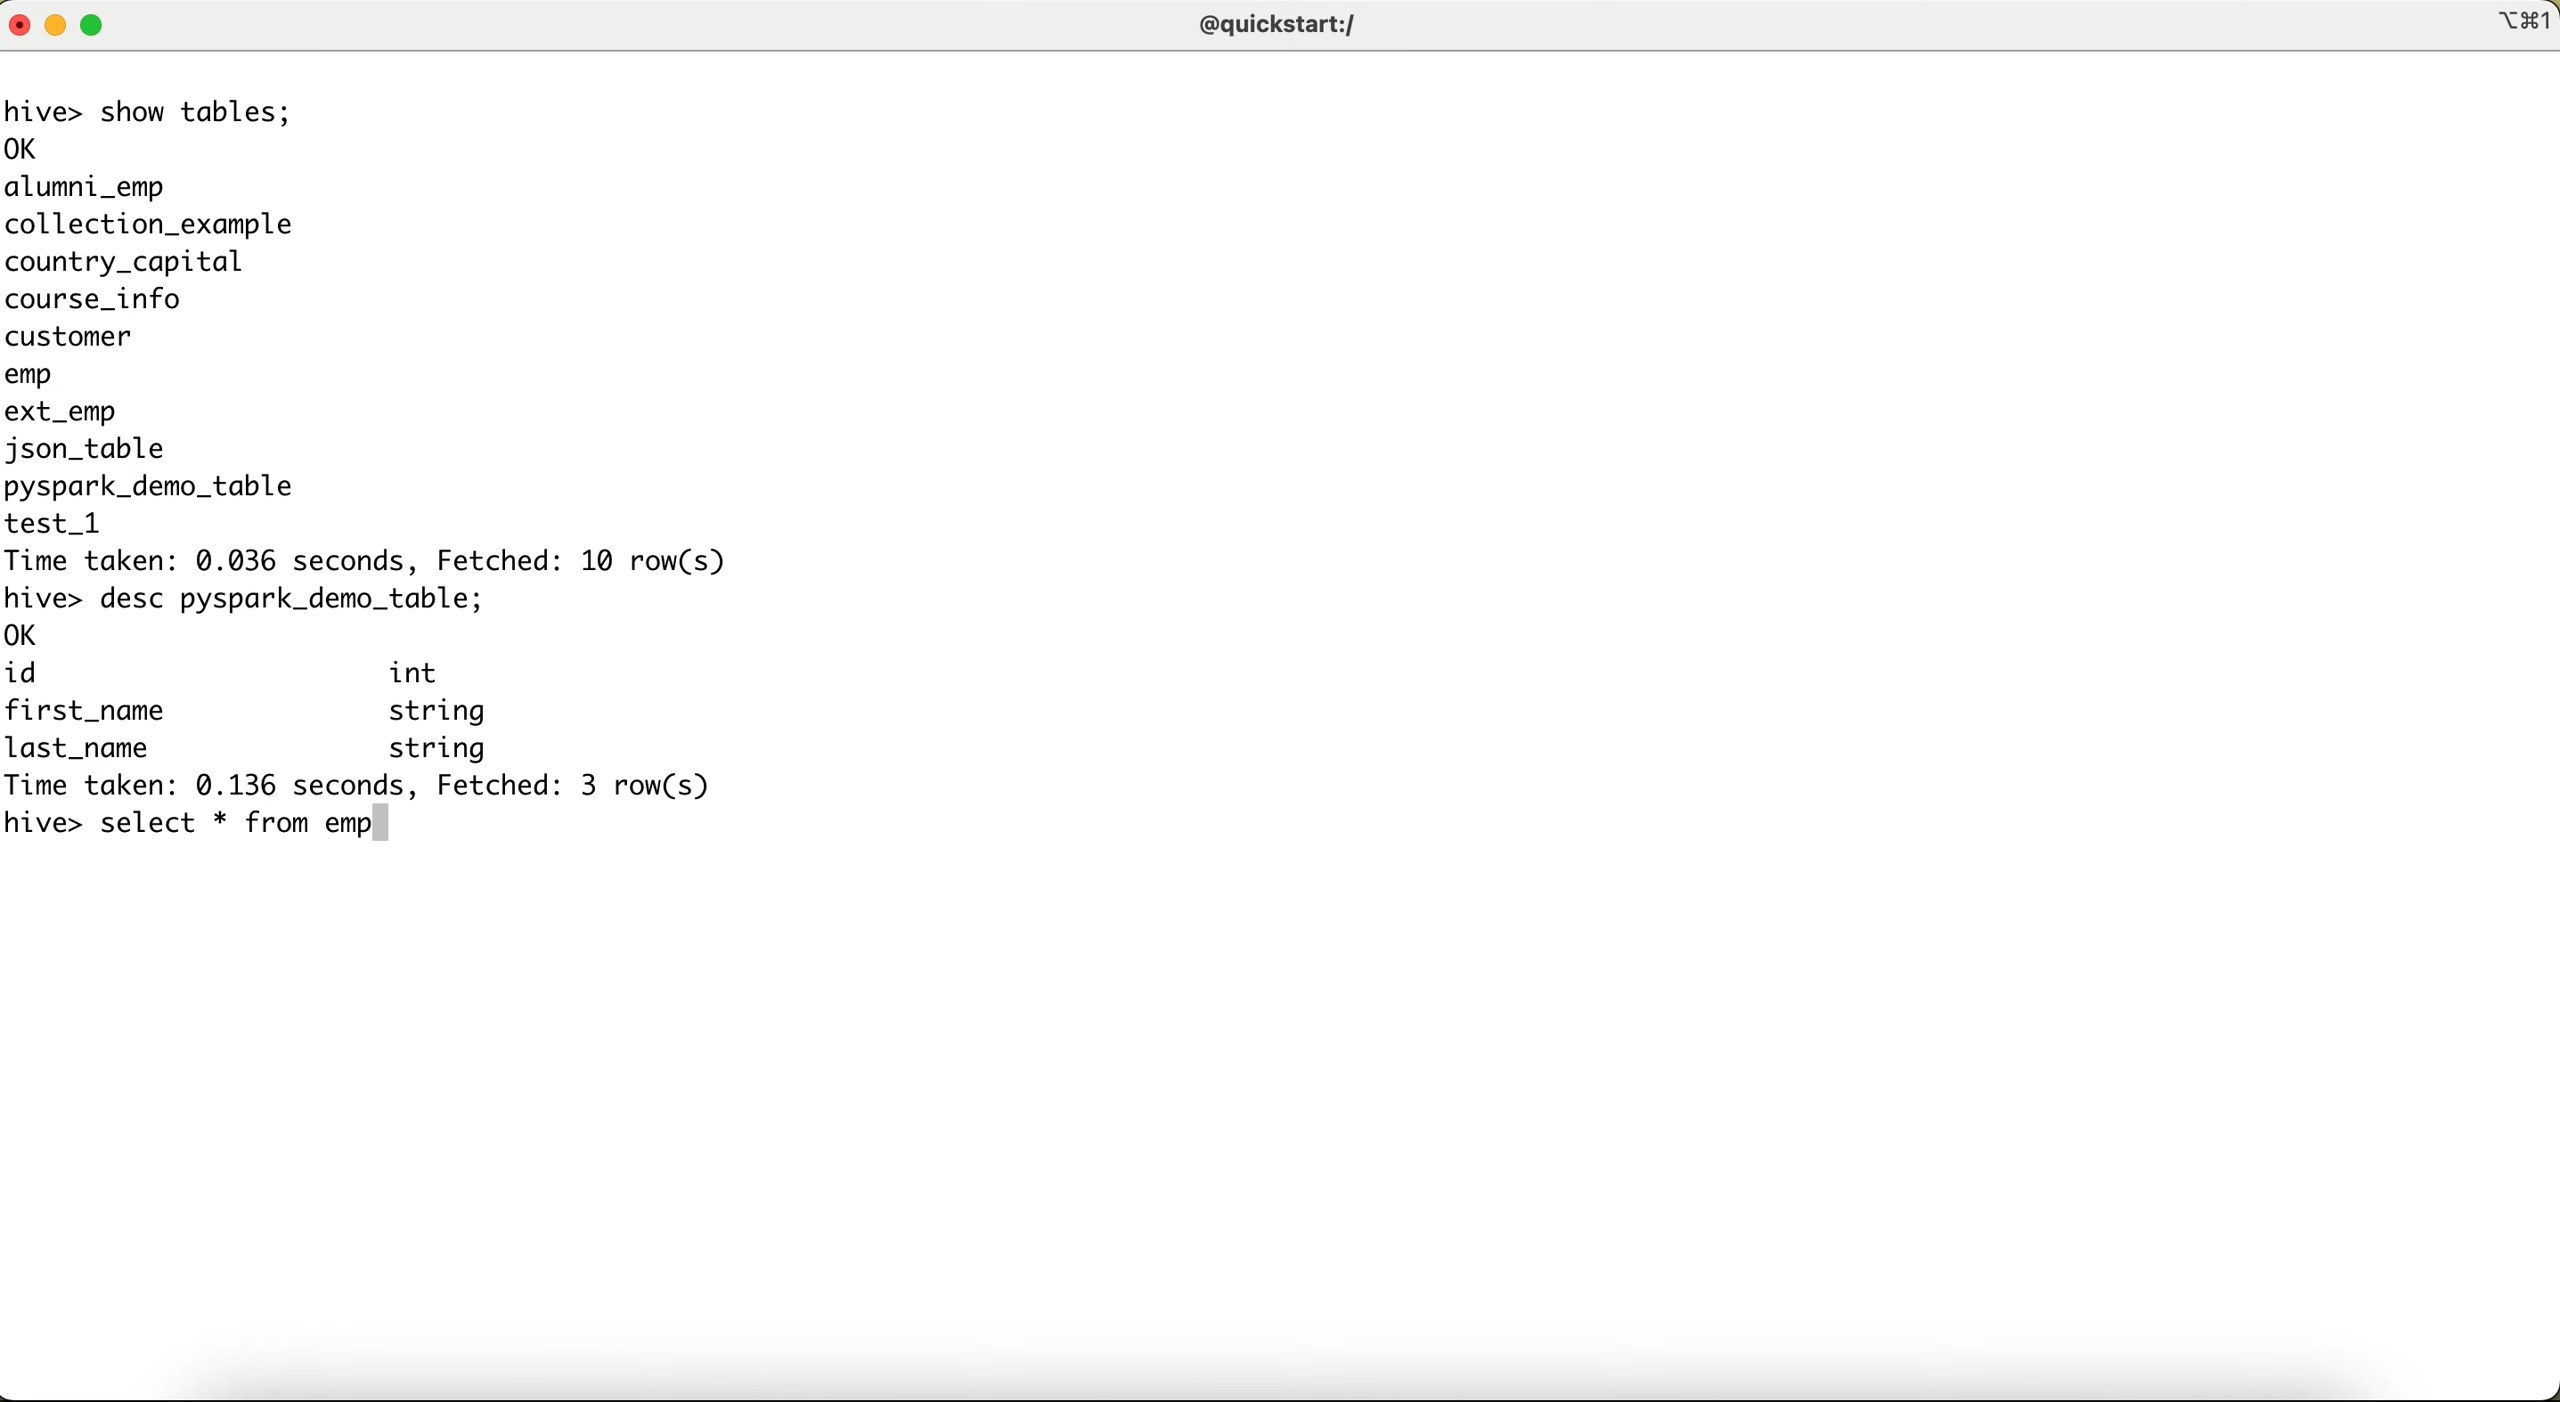 @quickstart:/
⌥⌘1
hive> show tables;
OK
alumni_emp
collection_example
country_capital
course_info
customer
emp
ext_emp
json_table
pyspark_demo_table
test_1
Time taken: 0.036 seconds, Fetched: 10 row(s)
hive> desc pyspark_demo_table;
OK
id                      int
first_name              string
last_name               string
Time taken: 0.136 seconds, Fetched: 3 row(s)
hive> select * from emp